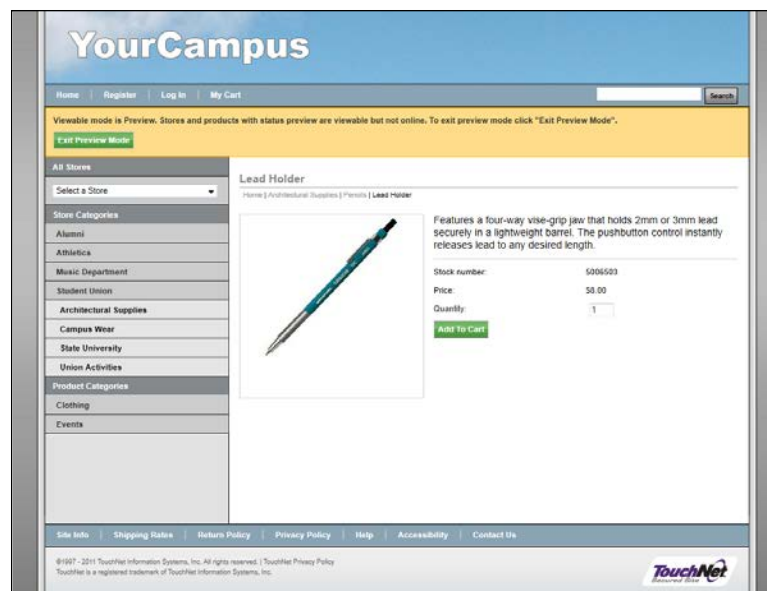 YourCampus
Home | Register | Log In | My Cart
Search
Viewable mode is Preview. Stores and products with status preview are viewable but not online. To exit preview mode click "Exit Preview Mode".
Exit Preview Mode
All Stores
Select a Store
Store Categories
Alumni
Athletics
Music Department
Student Union
Architectural Supplies
Campus Wear
State University
Union Activities
Product Categories
Clothing
Events
Lead Holder
Home | Architectural Supplies | Pencils | Lead Holder
Features a four-way vise-grip jaw that holds 2mm or 3mm lead
securely in a lightweight barrel. The pushbutton control instantly
releases lead to any desired length.
Stock number: 5006503
Price: $8.00
Quantity: 1
Add To Cart
Site Info | Shipping Rates | Return Policy | Privacy Policy | Help | Accessibility | Contact Us
©1997 - 2011 TouchNet Information Systems, Inc. All rights reserved. | TouchNet Privacy Policy
TouchNet is a registered trademark of TouchNet Information Systems, Inc.
TouchNet
Secured Site